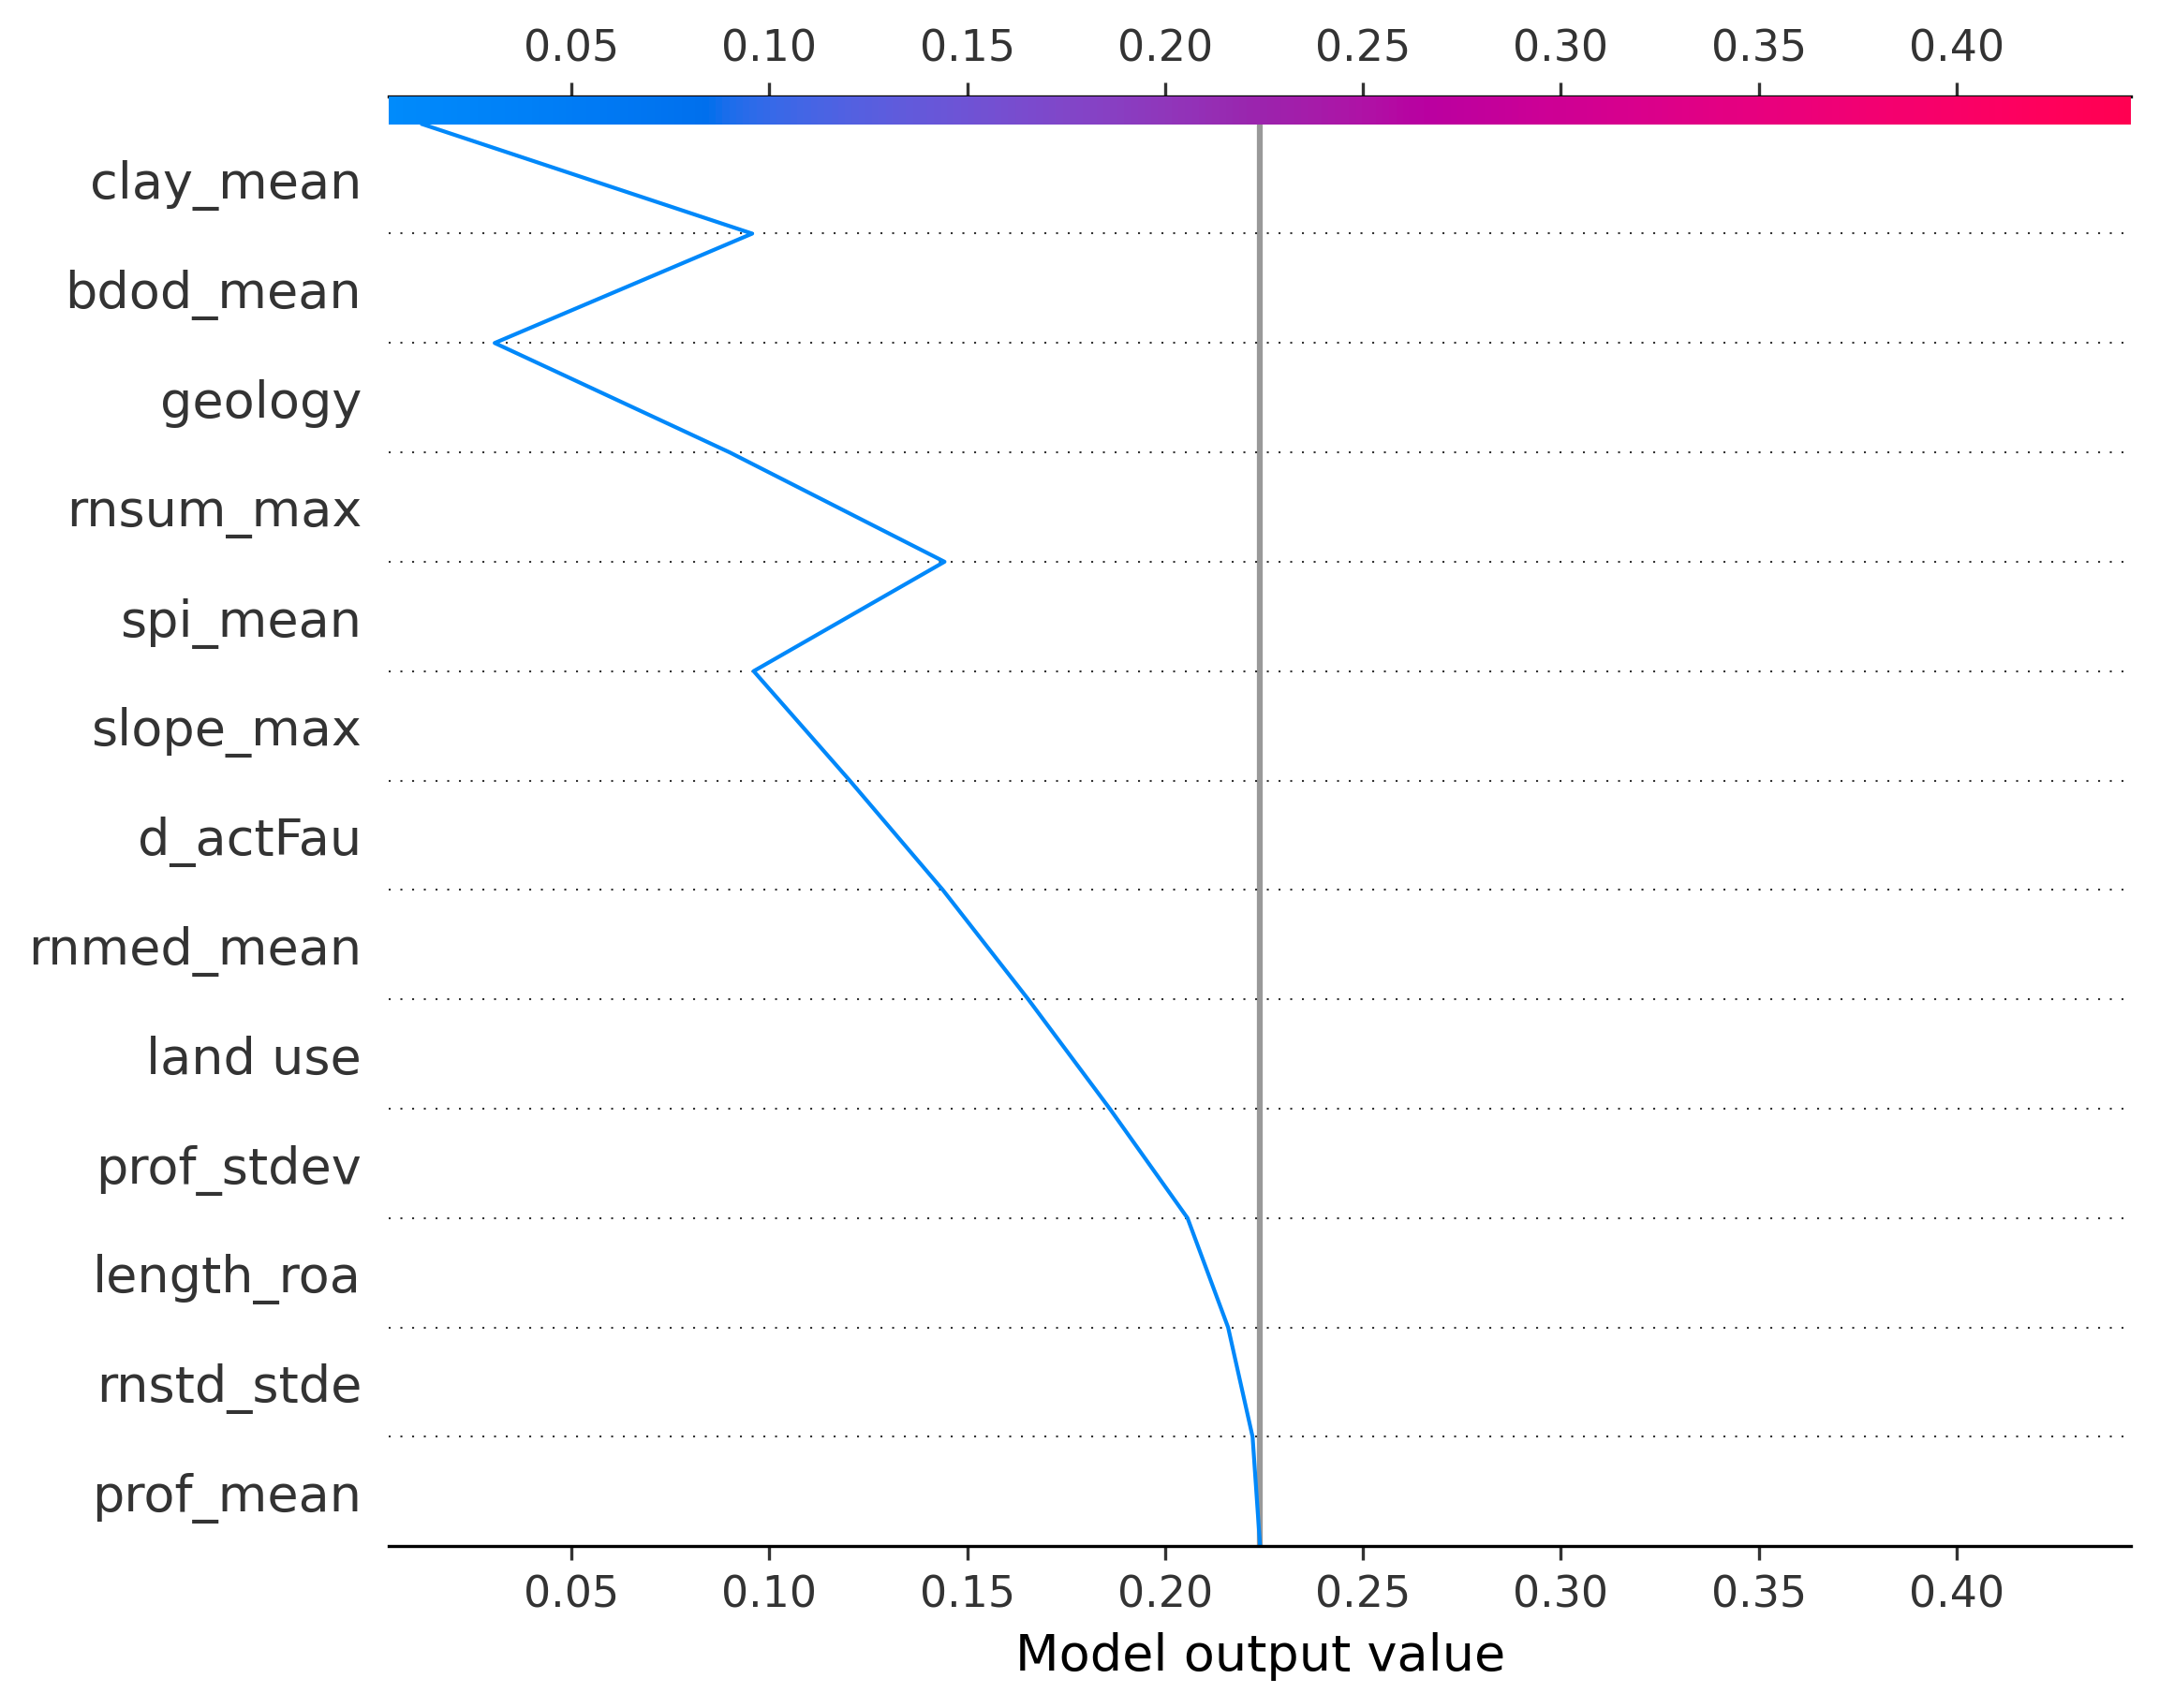 0.05 0.10 0.15 0.20 0.25 0.30 0.35 0.40
clay_mean
bdod_mean
geology
rnsum_max
spi_mean
slope_max
d_actFau
rnmed_mean
land use
prof_stdev
length_roa
rnstd_stde
prof_mean
0.05 0.10 0.15 0.20 0.25 0.30 0.35 0.40
Model output value